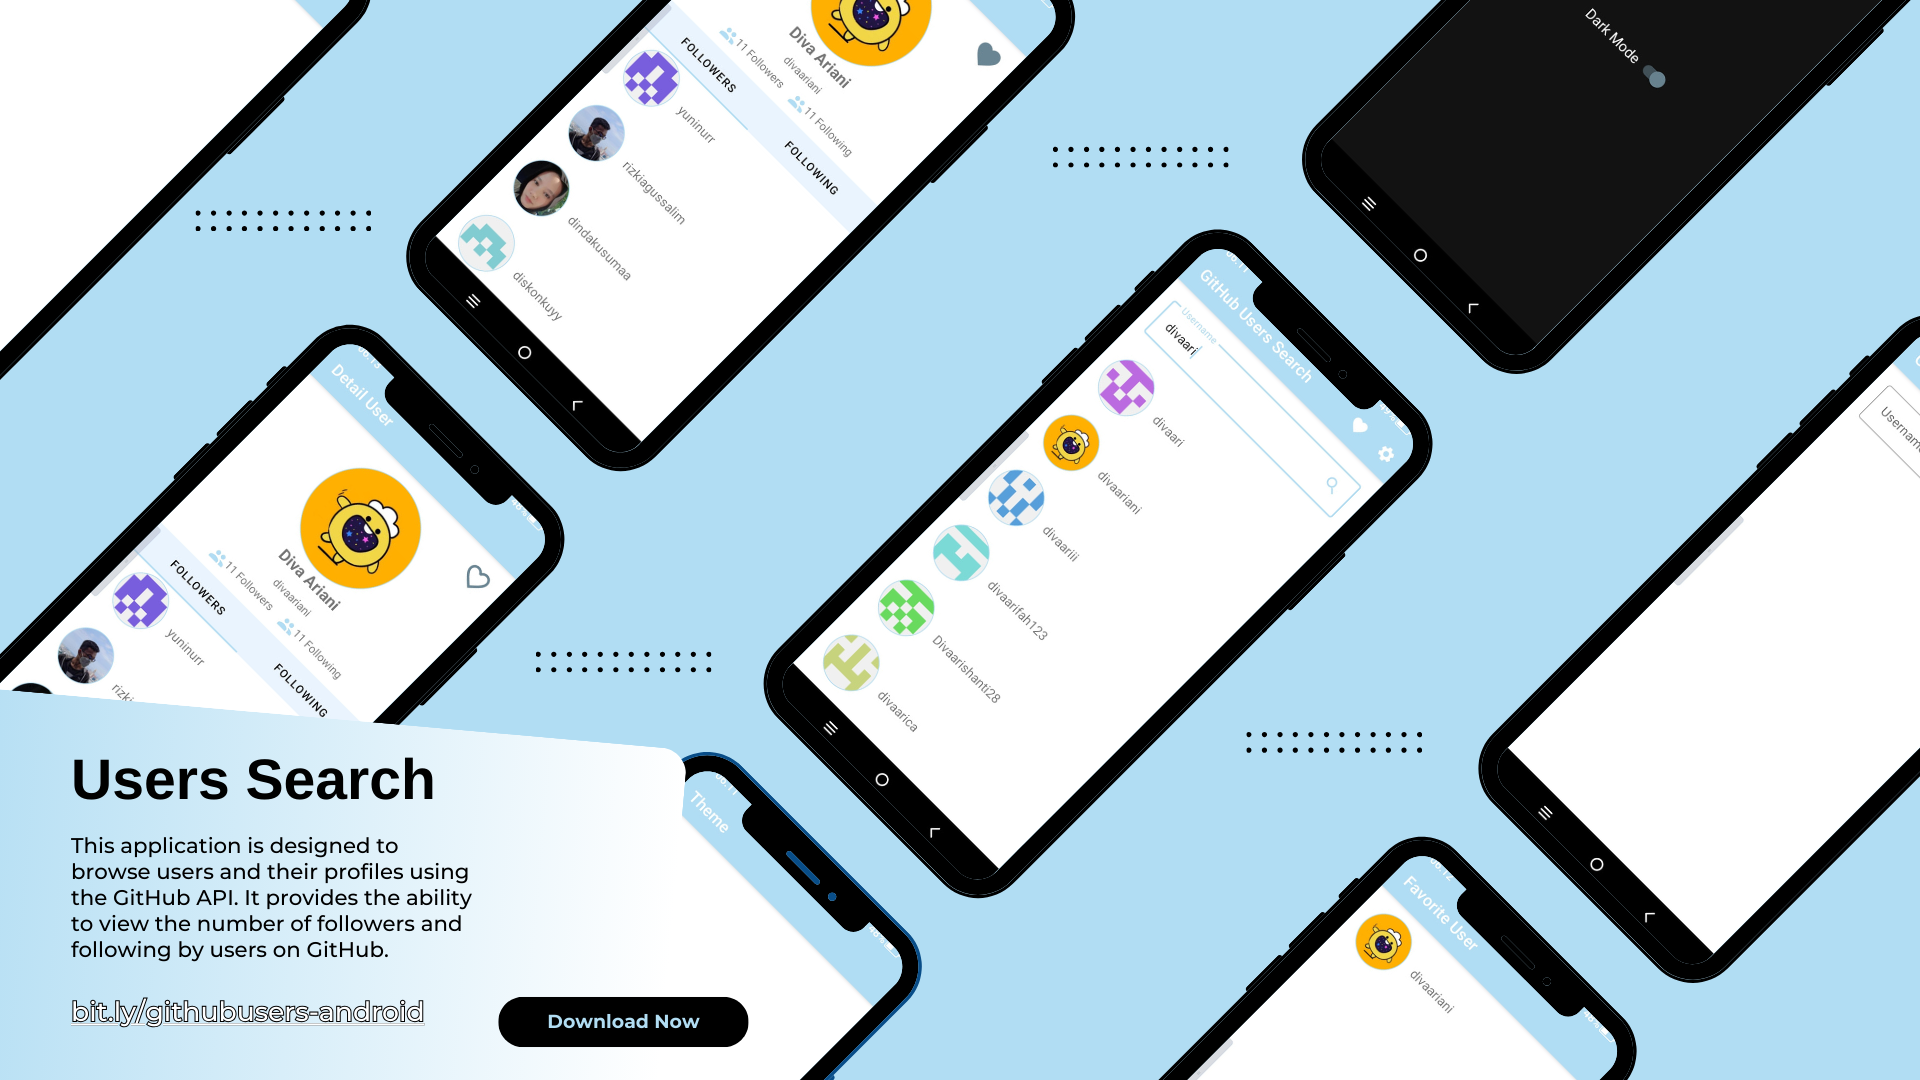 Diva Ariani
divaariani
11 Followers
11 Following
FOLLOWERS
FOLLOWING
yuninurr
rizkiagussalim
dindakusumaa
diskonkuyy
Dark Mode
GitHub Users Search
Username
divaari
divaari
divaariani
divaariii
divaarifah123
Divaarishanti28
divaarica
Detail User
Diva Ariani
divaariani
11 Followers
11 Following
FOLLOWERS
FOLLOWING
yuninurr
rizki
Theme
Favorite User
divaariani
Users Search
This application is designed to
browse users and their profiles using
the GitHub API. It provides the ability
to view the number of followers and
following by users on GitHub.
bit.ly/githubusers-android
Download Now